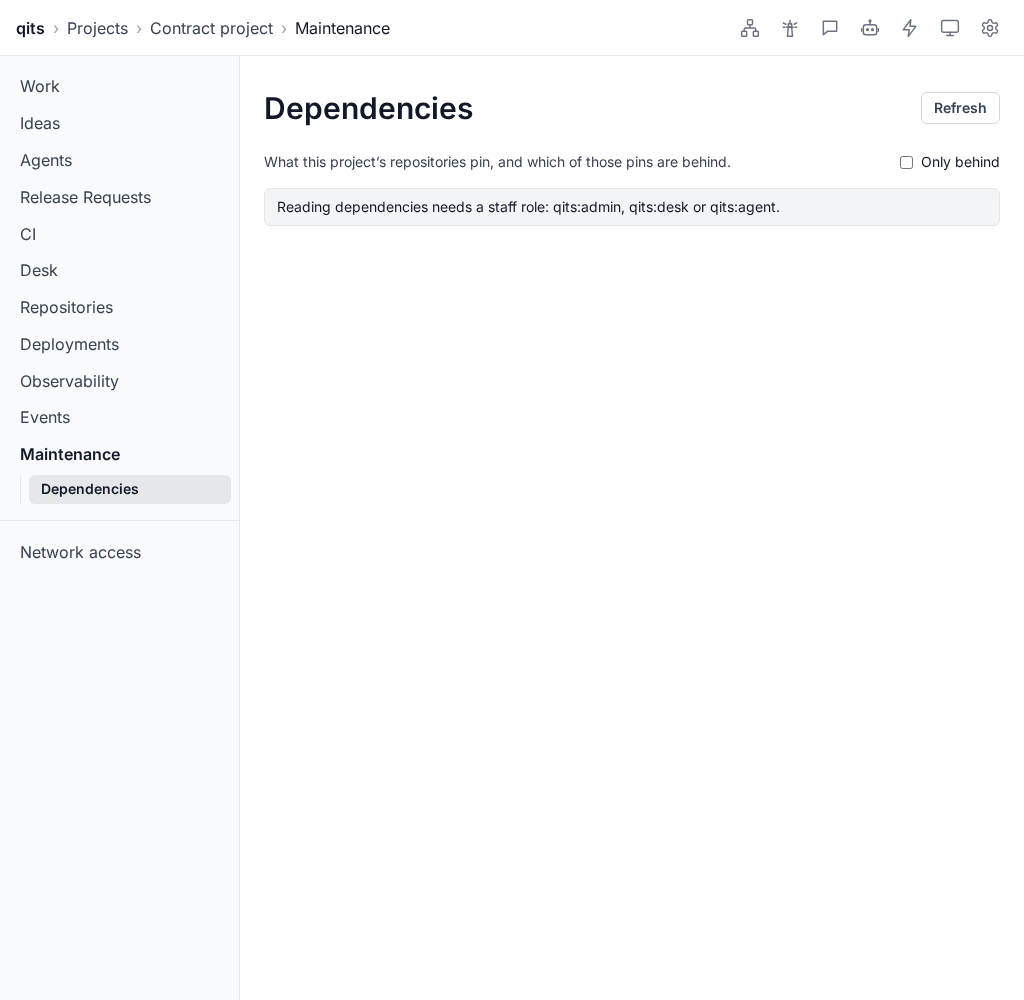 qits › Projects › Contract project › Maintenance
Work
Ideas
Agents
Release Requests
CI
Desk
Repositories
Deployments
Observability
Events
Maintenance
Dependencies
Network access
Dependencies
Refresh
What this project’s repositories pin, and which of those pins are behind.
Only behind
Reading dependencies needs a staff role: qits:admin, qits:desk or qits:agent.